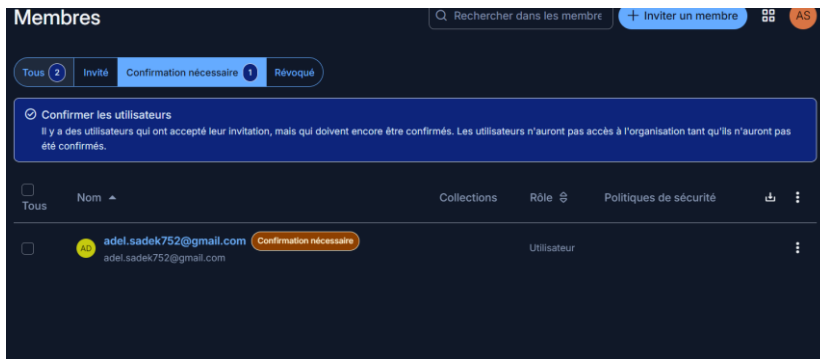 Membres
Rechercher dans les membre
+ Inviter un membre
AS
Tous 2
Invité
Confirmation nécessaire 1
Révoqué
Confirmer les utilisateurs
Il y a des utilisateurs qui ont accepté leur invitation, mais qui doivent encore être confirmés. Les utilisateurs n'auront pas accès à l'organisation tant qu'ils n'auront pas
été confirmés.
Tous
Nom
Collections
Rôle
Politiques de sécurité
AD
adel.sadek752@gmail.com Confirmation nécessaire
Utilisateur
adel.sadek752@gmail.com